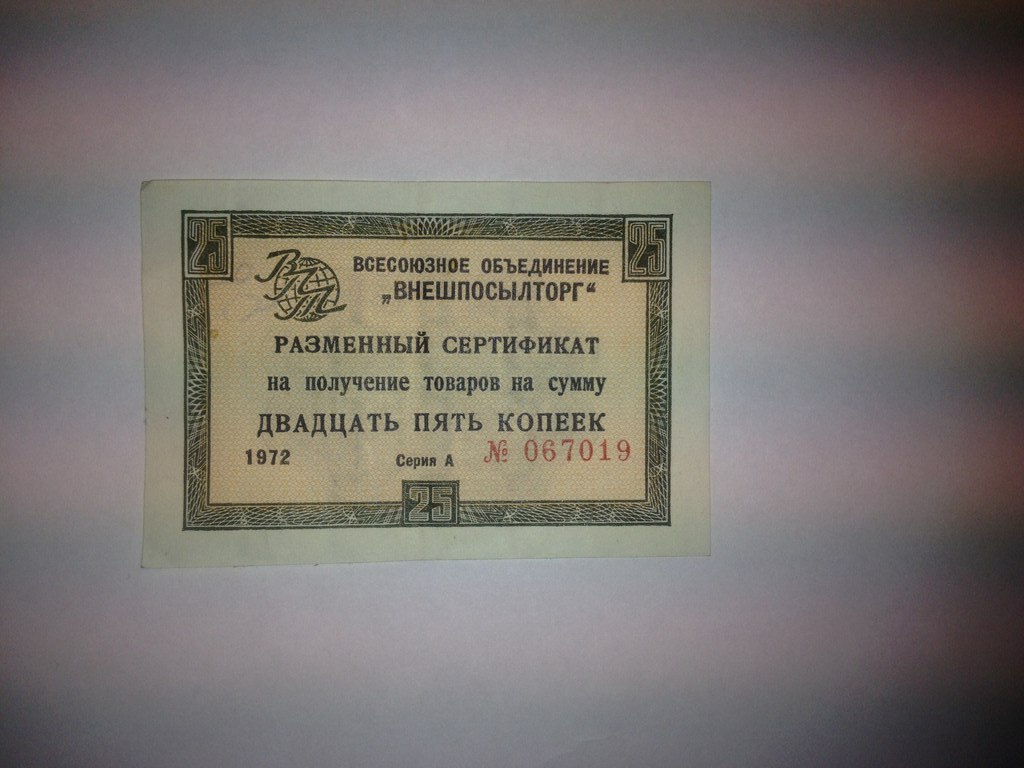 25 25
ВПТ
ВСЕСОЮЗНОЕ ОБЪЕДИНЕНИЕ
„ВНЕШПОСЫЛТОРГ“
РАЗМЕННЫЙ СЕРТИФИКАТ
на получение товаров на сумму
ДВАДЦАТЬ ПЯТЬ КОПЕЕК
1972 Серия А № 067019
25